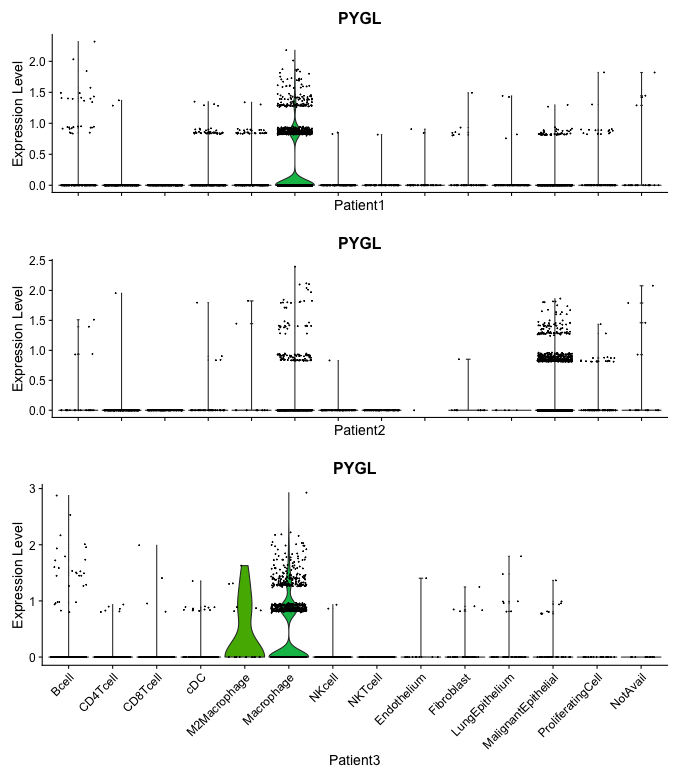 PYGL
Expression Level
2.0
1.5
1.0
0.5
0.0
Patient1
PYGL
Expression Level
2.5
2.0
1.5
1.0
0.5
0.0
Patient2
PYGL
Expression Level
3
2
1
0
Bcell
CD4Tcell
CD8Tcell
cDC
M2Macrophage
Macrophage
NKcell
NKTcell
Endothelium
Fibroblast
LungEpithelium
MalignantEpithelial
ProliferatingCell
NotAvail
Patient3